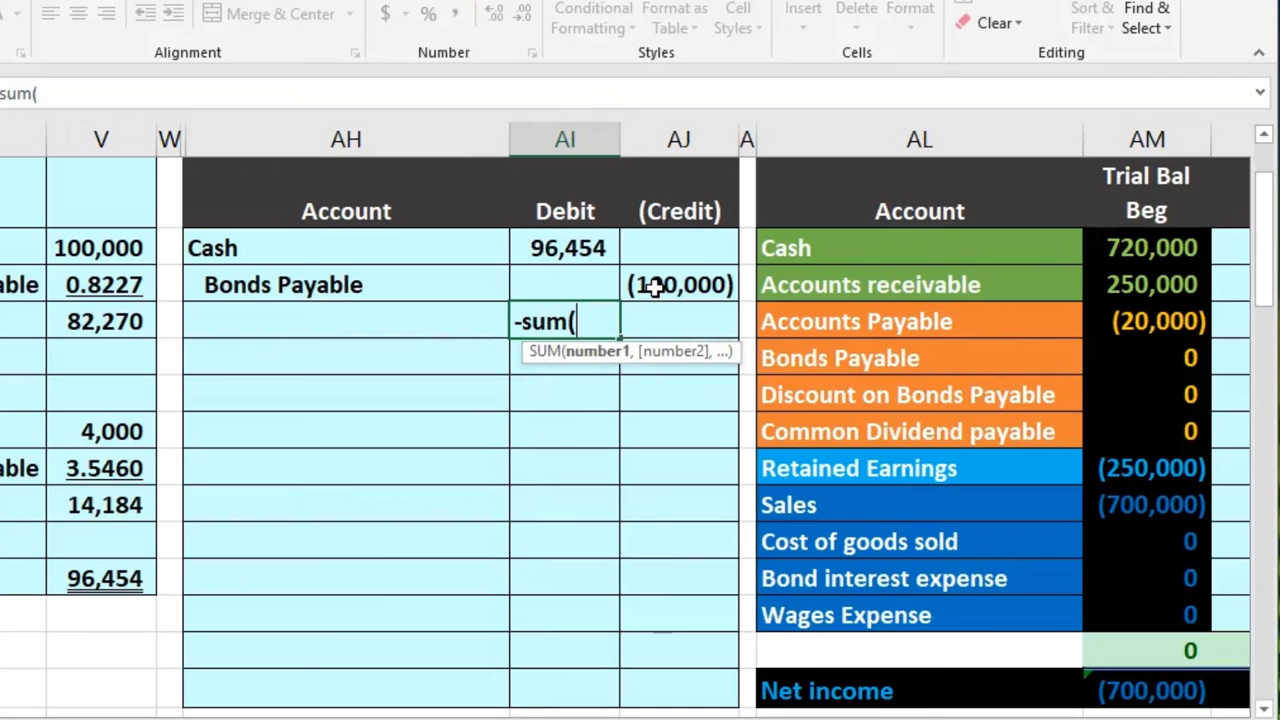 Merge & Center
$ % ,
Conditional Formatting
Format as Table
Cell Styles
Insert
Delete
Format
Clear
Sort & Filter
Find & Select
Alignment
Number
Styles
Cells
Editing
sum(
V W AH AI AJ A AL AM
Account Debit (Credit)
Account Trial Bal Beg
100,000 Cash 96,454 Cash 720,000
able 0.8227 Bonds Payable Accounts receivable 250,000
82,270 -sum( Accounts Payable (20,000)
SUM(number1, [number2], ...)
Bonds Payable 0
Discount on Bonds Payable 0
4,000 Common Dividend payable 0
able 3.5460 Retained Earnings (250,000)
14,184 Sales (700,000)
Cost of goods sold 0
96,454 Bond interest expense 0
Wages Expense 0
0
Net income (700,000)